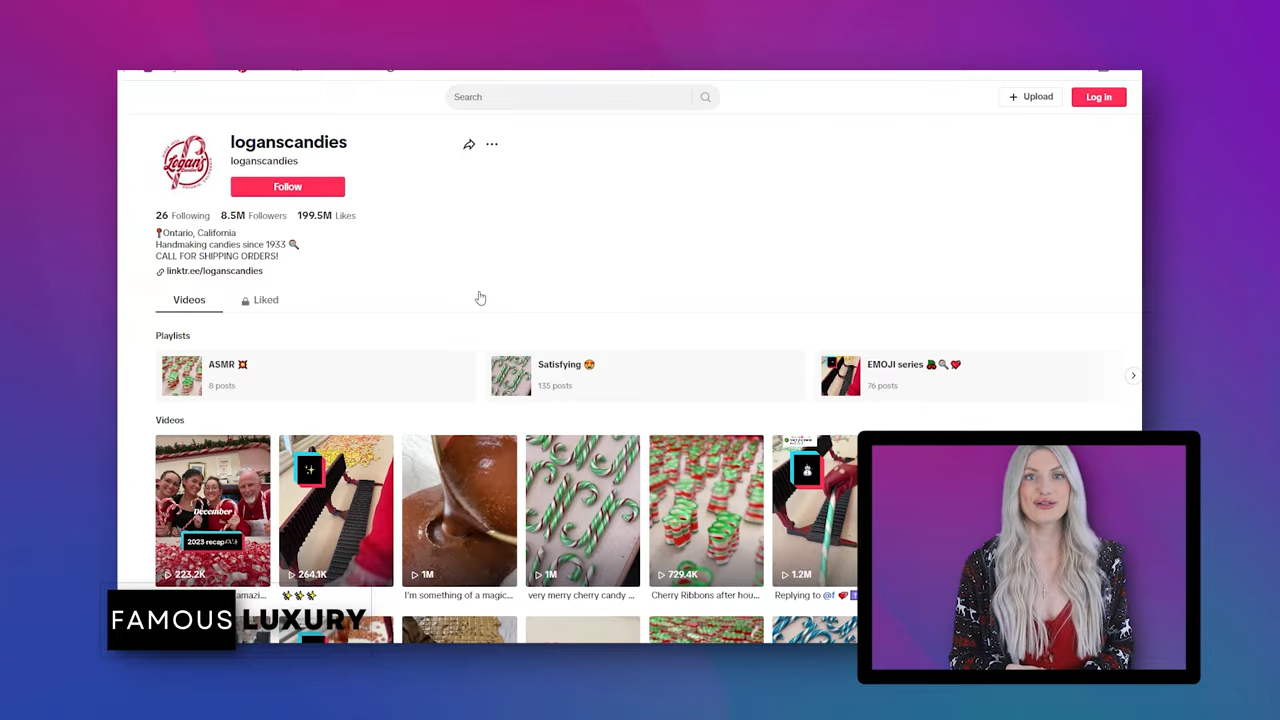 Search
Upload
Log in
loganscandies
loganscandies
Follow
Logan's
26 Following 8.5M Followers 199.5M Likes
Ontario, California
Handmaking candies since 1933
CALL FOR SHIPPING ORDERS!
linktr.ee/loganscandies
Videos
Liked
Playlists
ASMR
8 posts
Satisfying
135 posts
EMOJI series
76 posts
Videos
December
2023 recap
223.2K
264.1K
1M
1M
729.4K
1.2M
I'm something of a magic...
very merry cherry candy ...
Cherry Ribbons after hou...
Replying to @f
FAMOUS LUXURY